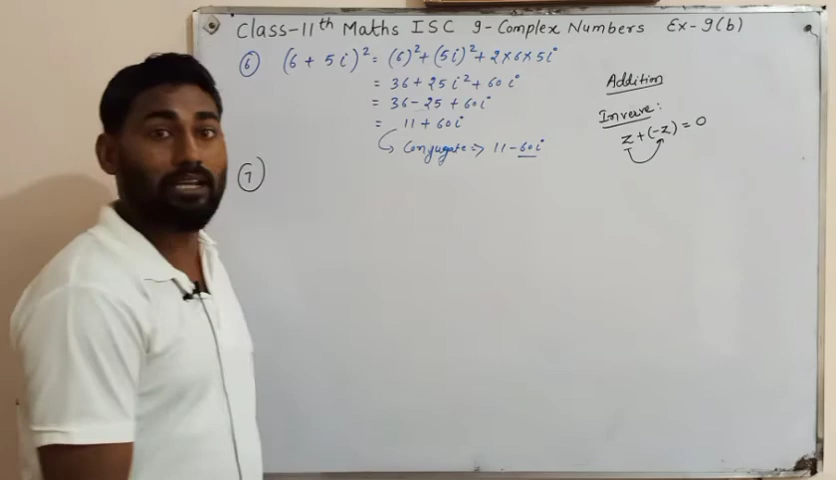 Class-11th Maths ISC 9-Complex Numbers Ex-9(b)
6 (6 + 5i)² = (6)² + (5i)² + 2×6×5i
= 36 + 25i² + 60i
= 36 - 25 + 60i
= 11 + 60i
Conjugate => 11 - 60i
7
Addition
Inverse:
z + (-z) = 0